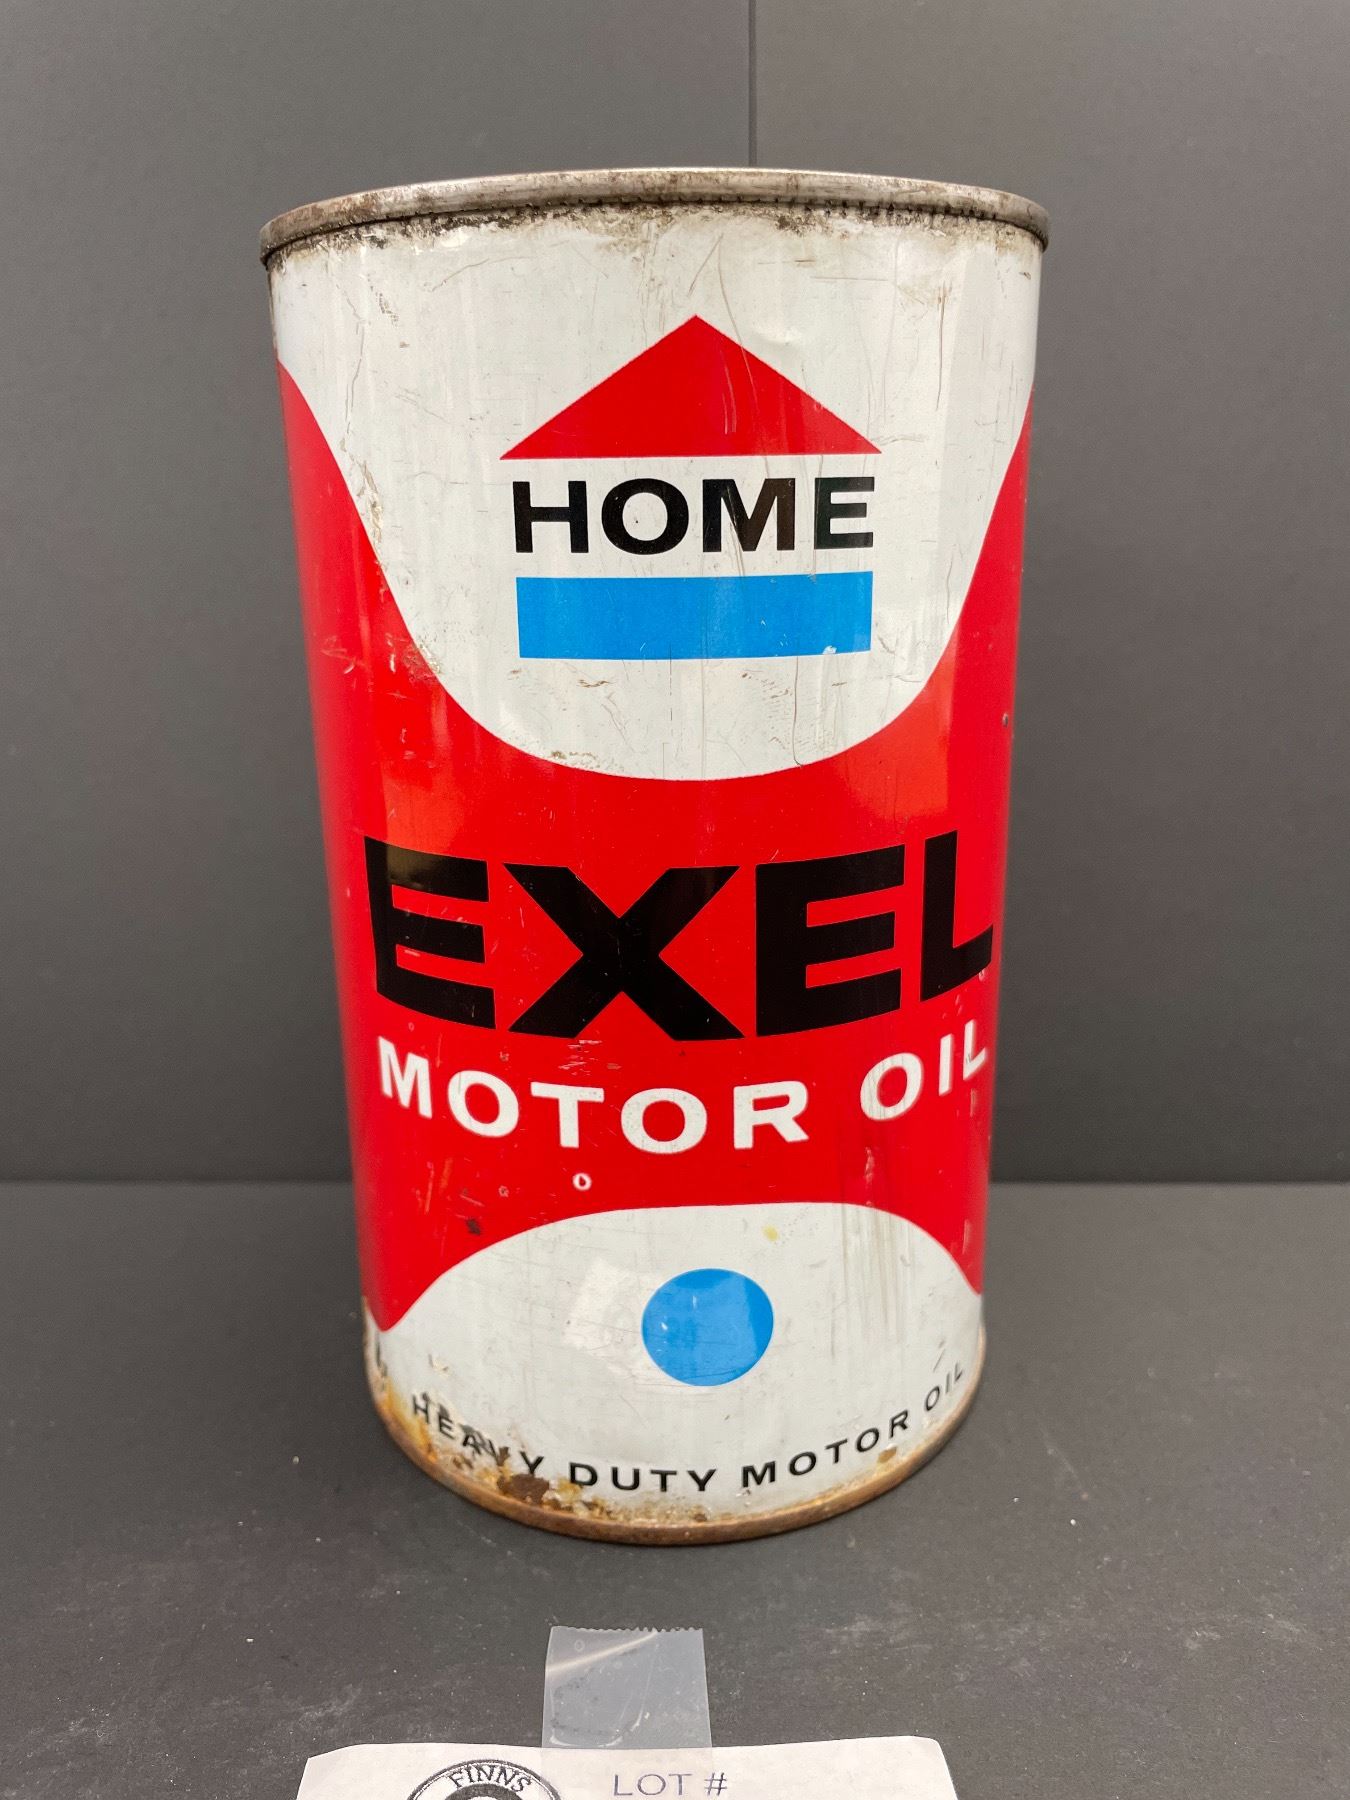 HOME
EXEL
MOTOR OIL
HEAVY DUTY MOTOR OIL
FINNS
LOT #